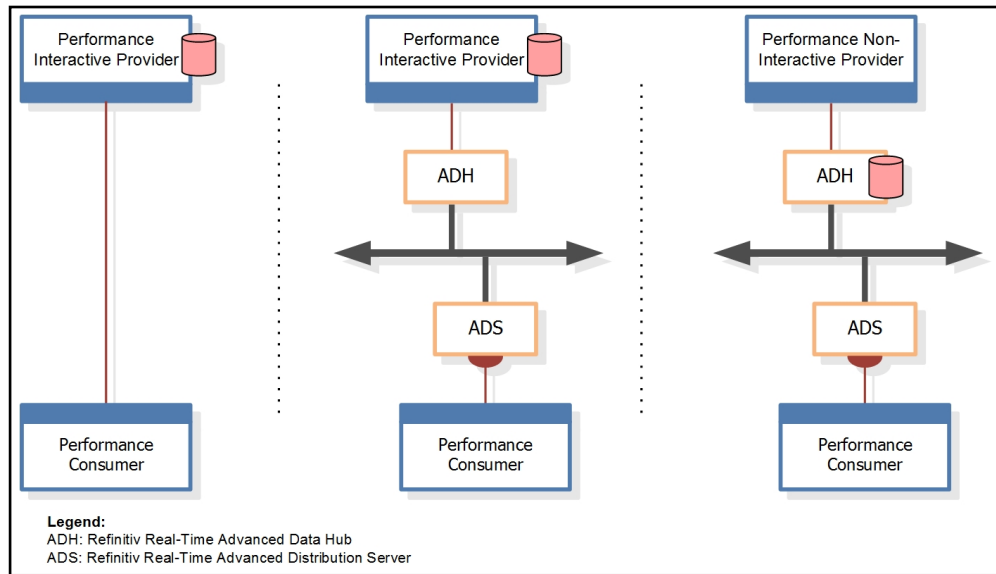 Performance
Interactive Provider
Performance
Interactive Provider
Performance Non-
Interactive Provider
ADH
ADH
ADS
ADS
Performance
Consumer
Performance
Consumer
Performance
Consumer
Legend:
ADH: Refinitiv Real-Time Advanced Data Hub
ADS: Refinitiv Real-Time Advanced Distribution Server